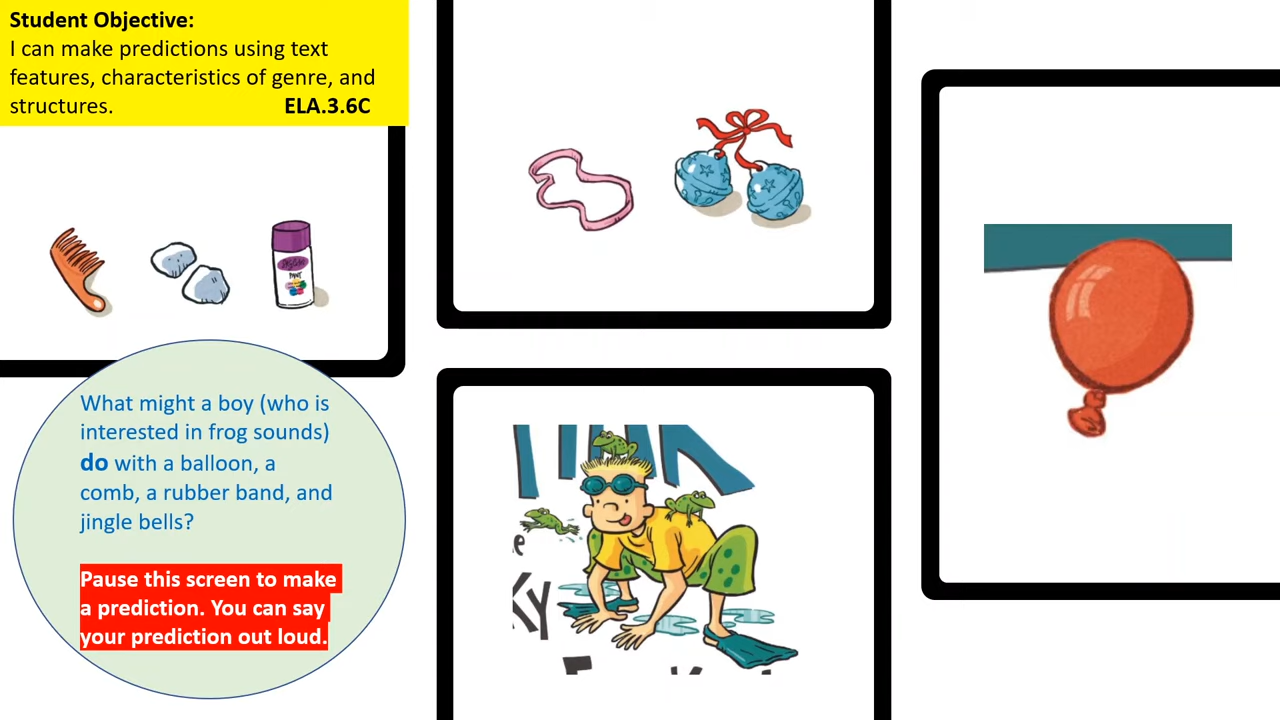 Student Objective:
I can make predictions using text
features, characteristics of genre, and
structures. ELA.3.6C
PAINT
What might a boy (who is
interested in frog sounds)
do with a balloon, a
comb, a rubber band, and
jingle bells?
Pause this screen to make
a prediction. You can say
your prediction out loud.